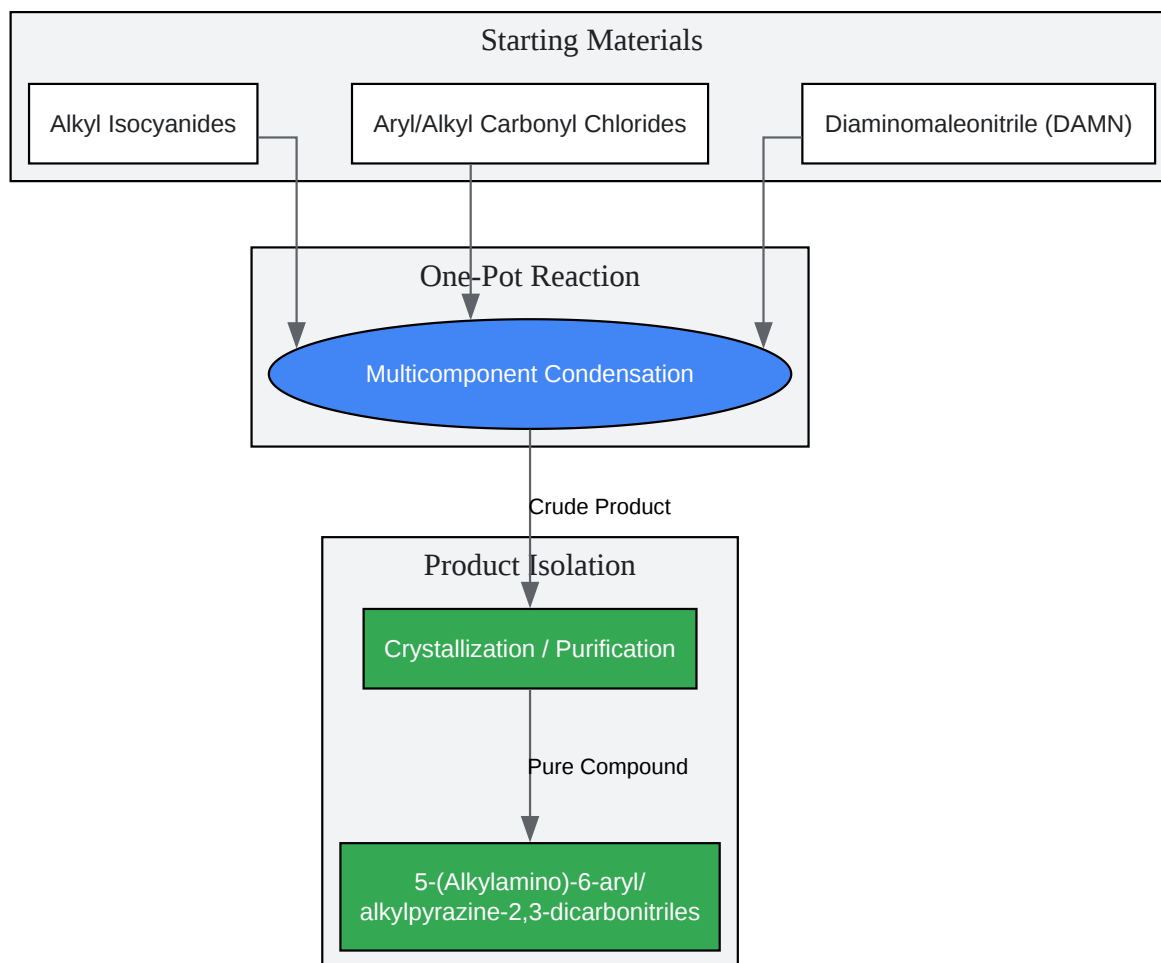 Starting Materials
Alkyl Isocyanides
Aryl/Alkyl Carbonyl Chlorides
Diaminomaleonitrile (DAMN)
One-Pot Reaction
Multicomponent Condensation
Crude Product
Product Isolation
Crystallization / Purification
Pure Compound
5-(Alkylamino)-6-aryl/
alkylpyrazine-2,3-dicarbonitriles